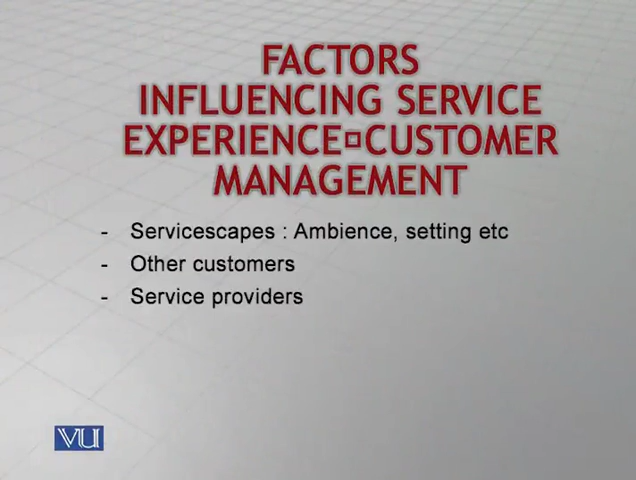 FACTORS
INFLUENCING SERVICE
EXPERIENCE▫CUSTOMER
MANAGEMENT
- Servicescapes : Ambience, setting etc
- Other customers
- Service providers
VU